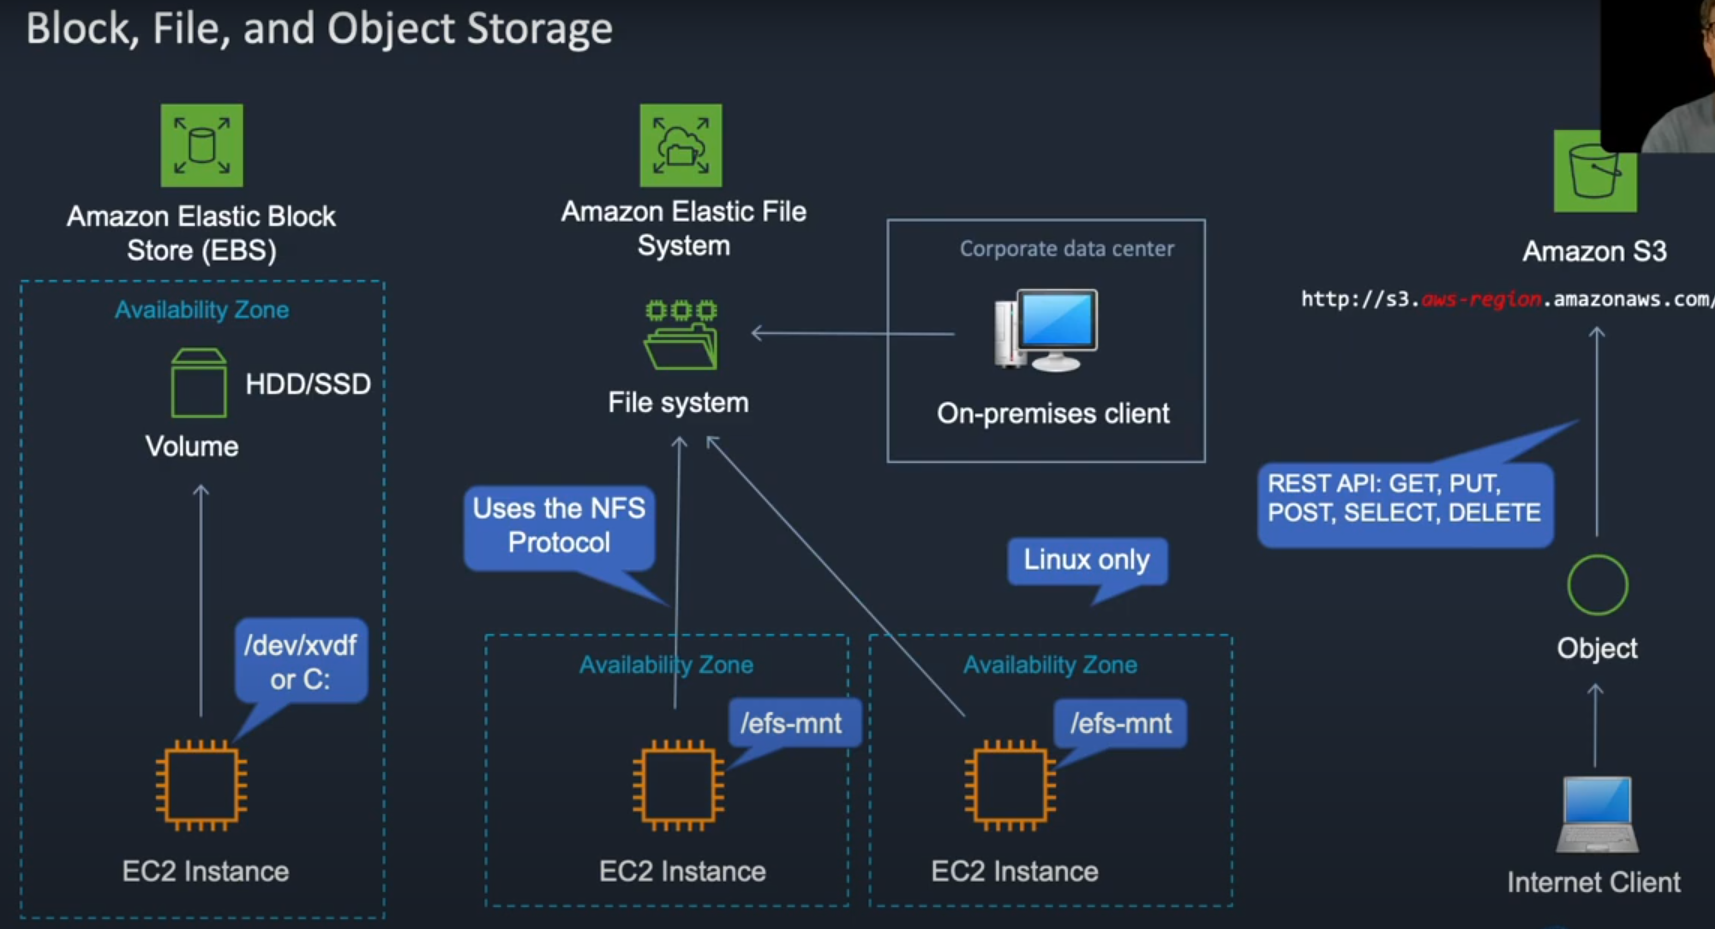 Block, File, and Object Storage
Amazon Elastic Block
Store (EBS)
Availability Zone
HDD/SSD
Volume
/dev/xvdf
or C:
EC2 Instance
Amazon Elastic File
System
File system
Corporate data center
On-premises client
Uses the NFS
Protocol
Linux only
Availability Zone
/efs-mnt
EC2 Instance
Availability Zone
/efs-mnt
EC2 Instance
Amazon S3
http://s3.aws-region.amazonaws.com/
REST API: GET, PUT,
POST, SELECT, DELETE
Object
Internet Client